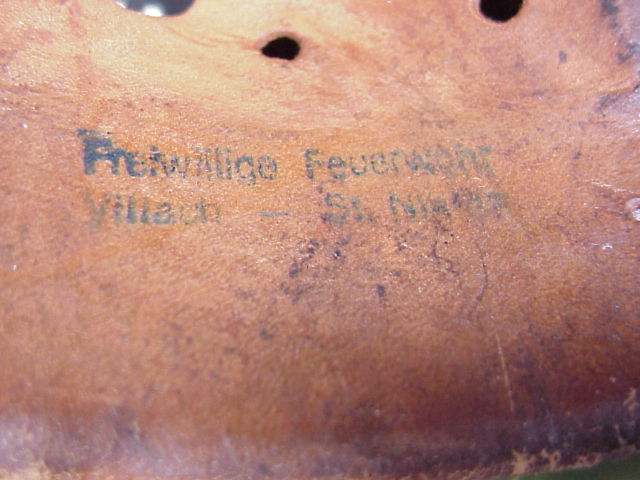 Freiwillige Feuerwehr
Villach — St.